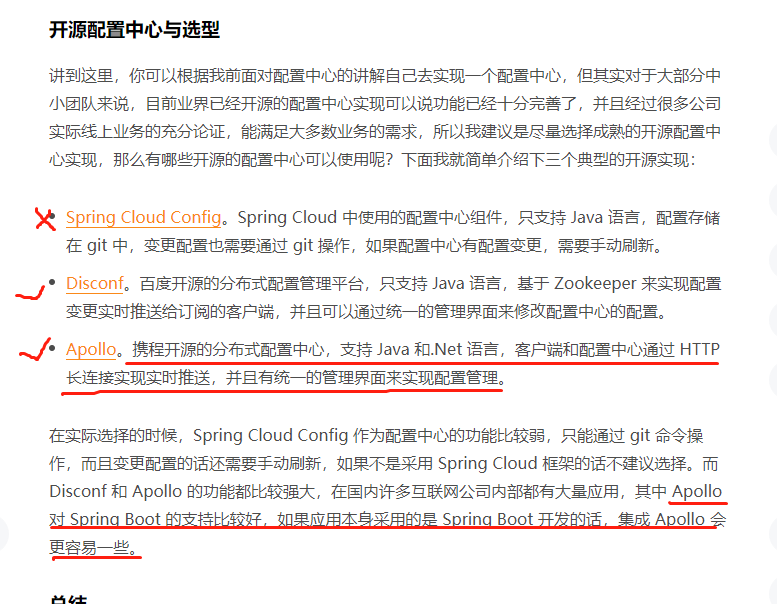 开源配置中心与选型
讲到这里，你可以根据我前面对配置中心的讲解自己去实现一个配置中心，但其实对于大部分中
小团队来说，目前业界已经开源的配置中心实现可以说功能已经十分完善了，并且经过很多公司
实际线上业务的充分论证，能满足大多数业务的需求，所以我建议是尽量选择成熟的开源配置中
心实现，那么有哪些开源的配置中心可以使用呢？下面我就简单介绍下三个典型的开源实现：
Spring Cloud Config。Spring Cloud 中使用的配置中心组件，只支持 Java 语言，配置存储
在 git 中，变更配置也需要通过 git 操作，如果配置中心有配置变更，需要手动刷新。
Disconf。百度开源的分布式配置管理平台，只支持 Java 语言，基于 Zookeeper 来实现配置
变更实时推送给订阅的客户端，并且可以通过统一的管理界面来修改配置中心的配置。
Apollo。携程开源的分布式配置中心，支持 Java 和.Net 语言，客户端和配置中心通过 HTTP
长连接实现实时推送，并且有统一的管理界面来实现配置管理。
在实际选择的时候，Spring Cloud Config 作为配置中心的功能比较弱，只能通过 git 命令操
作，而且变更配置的话还需要手动刷新，如果不是采用 Spring Cloud 框架的话不建议选择。而
Disconf 和 Apollo 的功能都比较强大，在国内许多互联网公司内部都有大量应用，其中 Apollo
对 Spring Boot 的支持比较好，如果应用本身采用的是 Spring Boot 开发的话，集成 Apollo 会
更容易一些。
总结